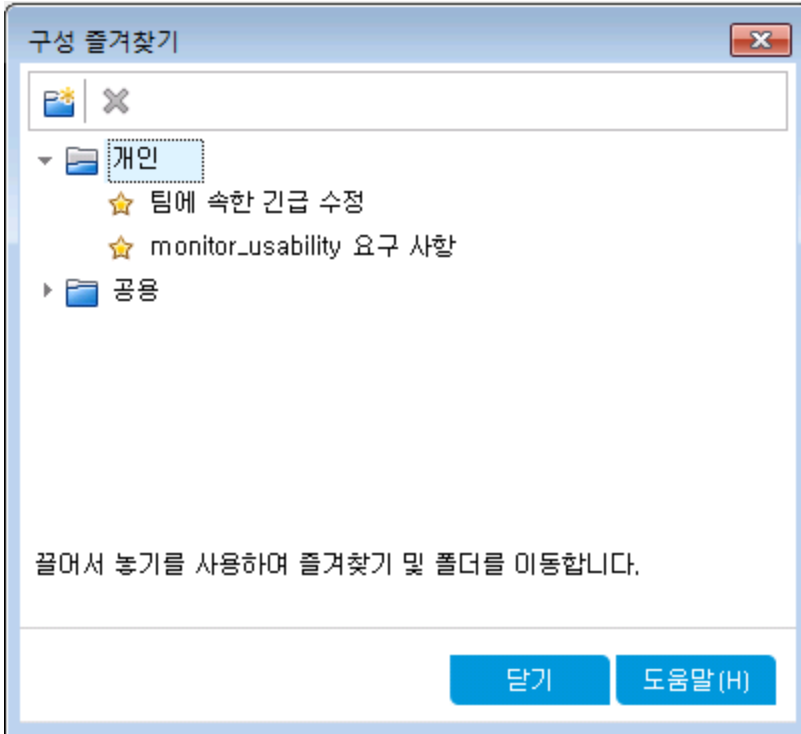 구성 즐겨찾기
개인
팀에 속한 긴급 수정
monitor_usability 요구 사항
공용
끌어서 놓기를 사용하여 즐겨찾기 및 폴더를 이동합니다.
닫기
도움말(H)